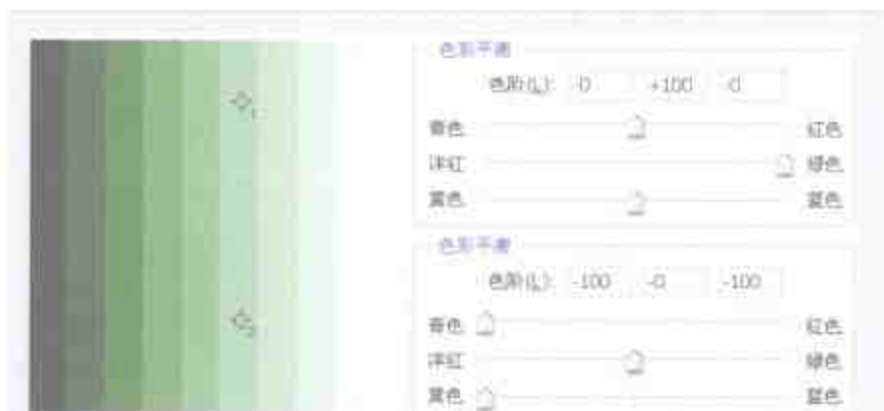 色彩平衡
色阶(L): -0 +100 -0
青色 红色
洋红 绿色
黄色 蓝色
色彩平衡
色阶(L): -100 -0 -100
青色 红色
洋红 绿色
黄色 蓝色
1
2